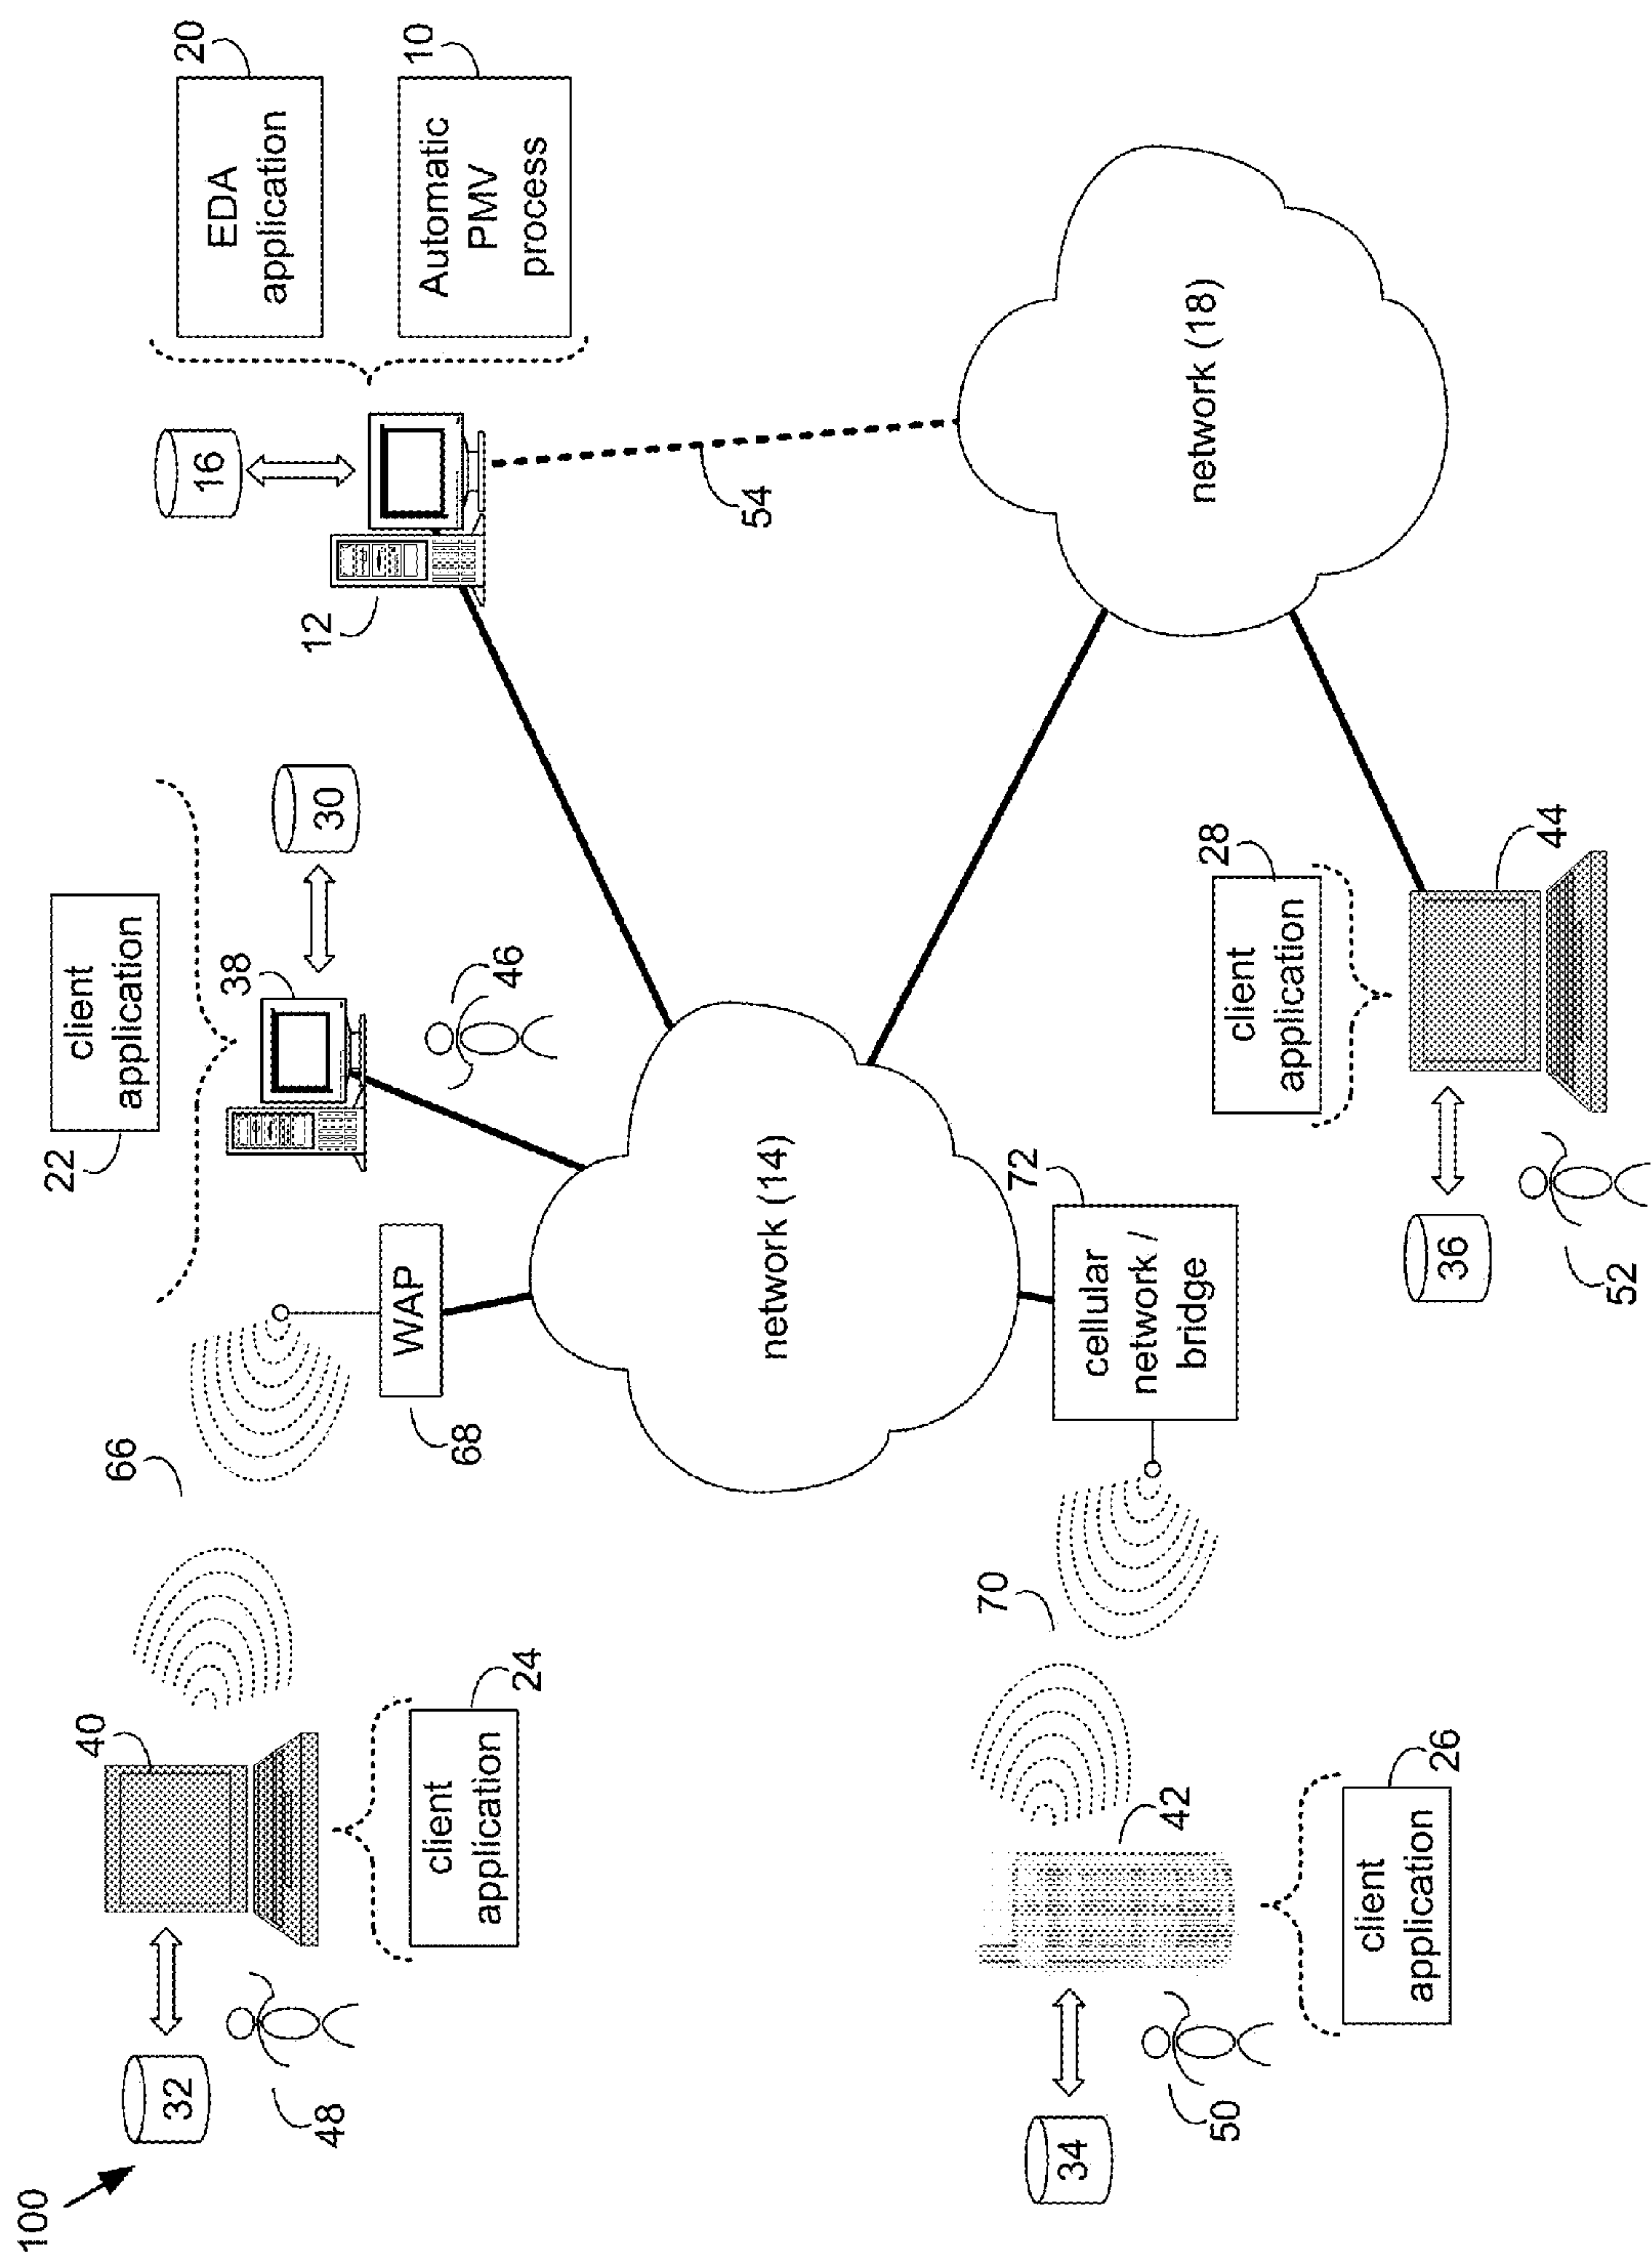 100
32
48
40
client
application
24
66
WAP
68
client
application
22
38
30
46
16
12
EDA
application
20
Automatic
PMV
process
10
network (14)
54
network (18)
34
50
42
client
application
26
70
cellular
network /
bridge
72
client
application
28
44
36
52